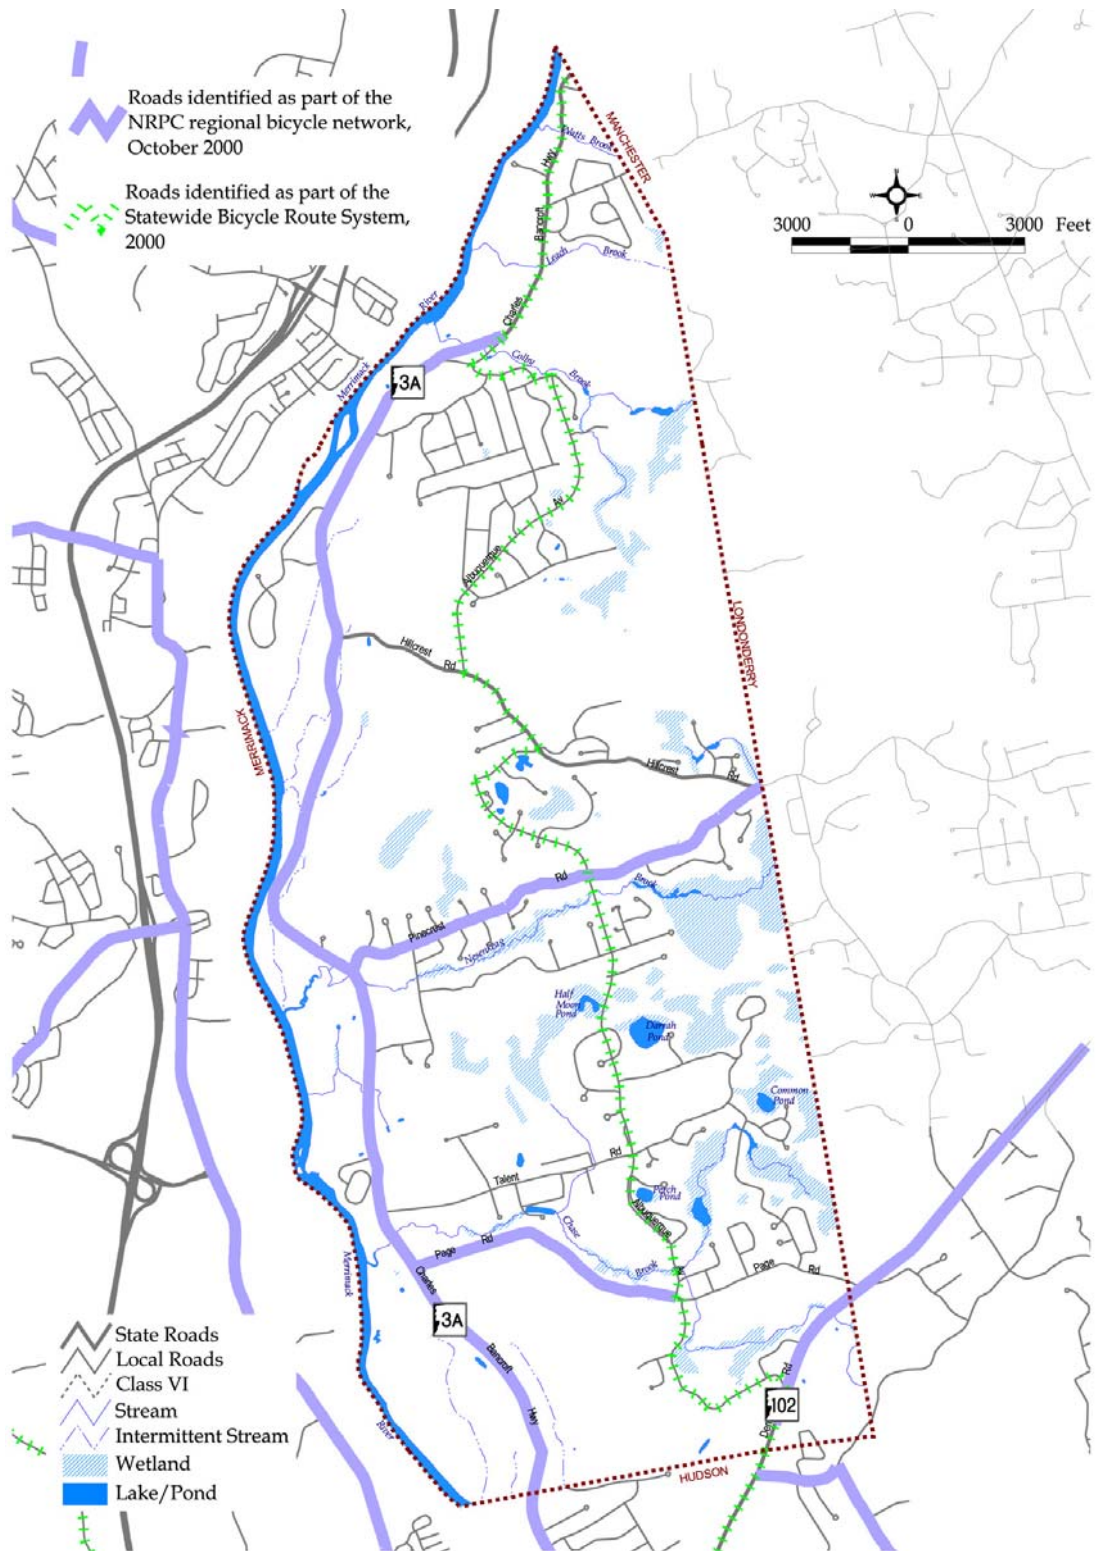 Roads identified as part of the
NRPC regional bicycle network,
October 2000
Roads identified as part of the
Statewide Bicycle Route System,
2000
MANCHESTER
Watts Brook
Hwy
Bancroft
Leach Brook
Charles
N
W
E
S
3000 0 3000 Feet
River
Merrimack
3A
Colby
Brook
Av
Albuquerque
LONDONDERRY
Hillcrest
Rd
MERRIMACK
Hillcrest
Rd
Rd
Brook
Pinecrest
Half
Moon
Pond
Darrah
Pond
Common
Pond
Rd
Talent
Perch
Pond
Albuquerque
Chase
Page Rd
Brook
Av
Page Rd
Merrimack
Charles
3A
Bancroft
Hwy
Rd
102
River
HUDSON
State Roads
Local Roads
Class VI
Stream
Intermittent Stream
Wetland
Lake/Pond